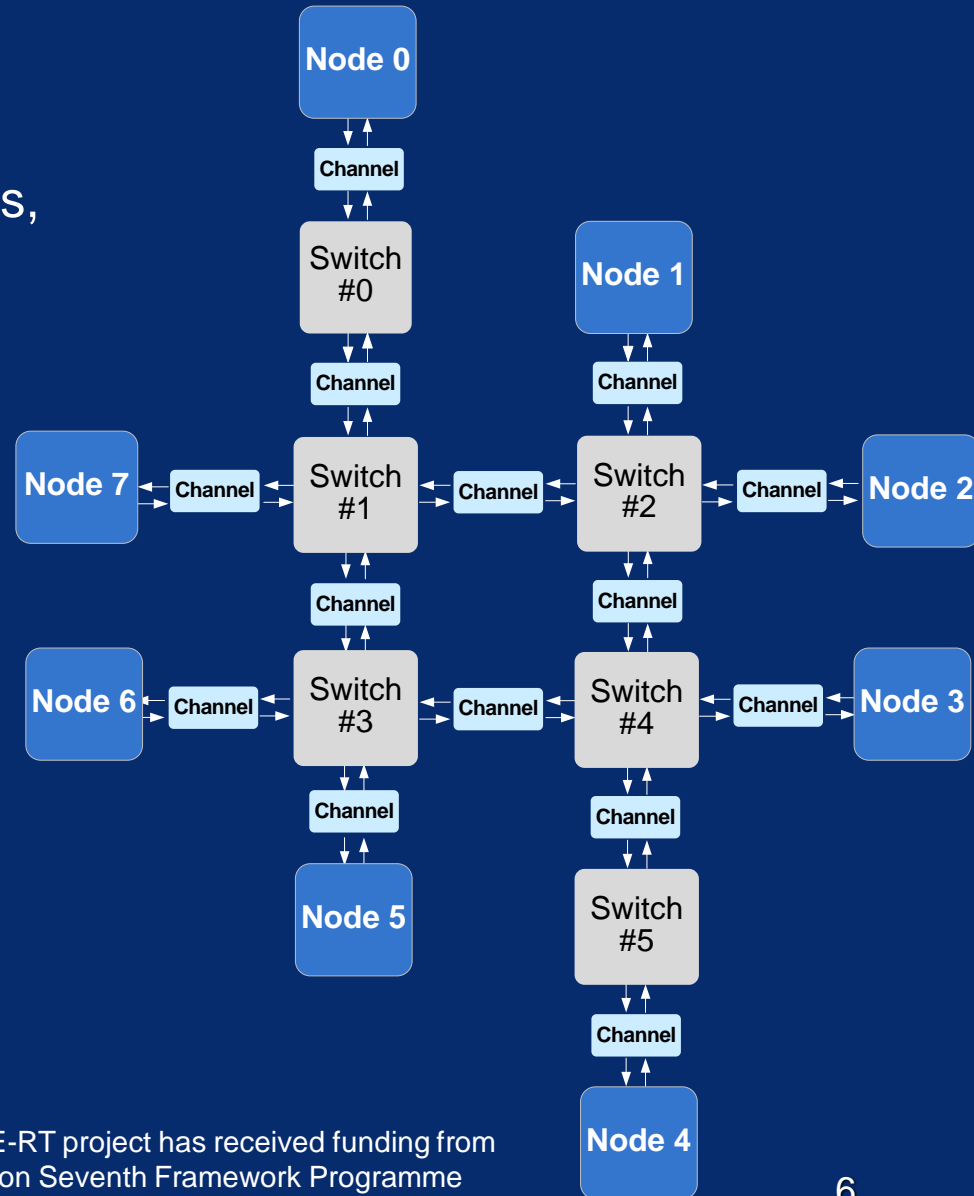 Node 0
Channel
s,
Switch
#0
Node 1
Channel
Channel
Node 7
Channel
Switch
#1
Channel
Switch
#2
Channel
Node 2
Channel
Channel
Node 6
Channel
Switch
#3
Channel
Switch
#4
Channel
Node 3
Channel
Channel
Node 5
Switch
#5
Channel
Node 4
E-RT project has received funding from
on Seventh Framework Programme
6